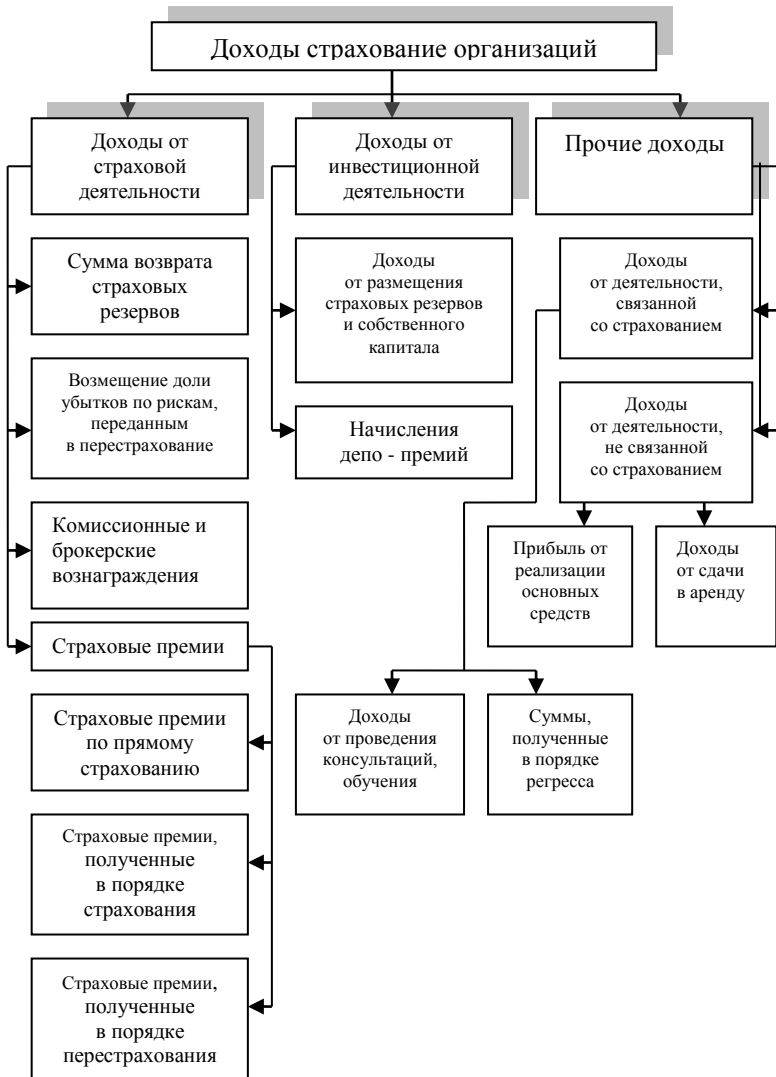 Доходы страхование организаций
Доходы от
страховой
деятельности
Доходы от
инвестиционной
деятельности
Прочие доходы
Сумма возврата
страховых
резервов
Доходы
от размещения
страховых резервов
и собственного
капитала
Доходы
от деятельности,
связанной
со страхованием
Возмещение доли
убытков по рискам,
переданным
в перестрахование
Начисления
депо - премий
Доходы
от деятельности,
не связанной
со страхованием
Комиссионные и
брокерские
вознаграждения
Прибыль от
реализации
основных
средств
Доходы
от сдачи
в аренду
Страховые премии
Страховые премии
по прямому
страхованию
Доходы
от проведения
консультаций,
обучения
Суммы,
полученные
в порядке
регресса
Страховые премии,
полученные
в порядке
страхования
Страховые премии,
полученные
в порядке
перестрахования